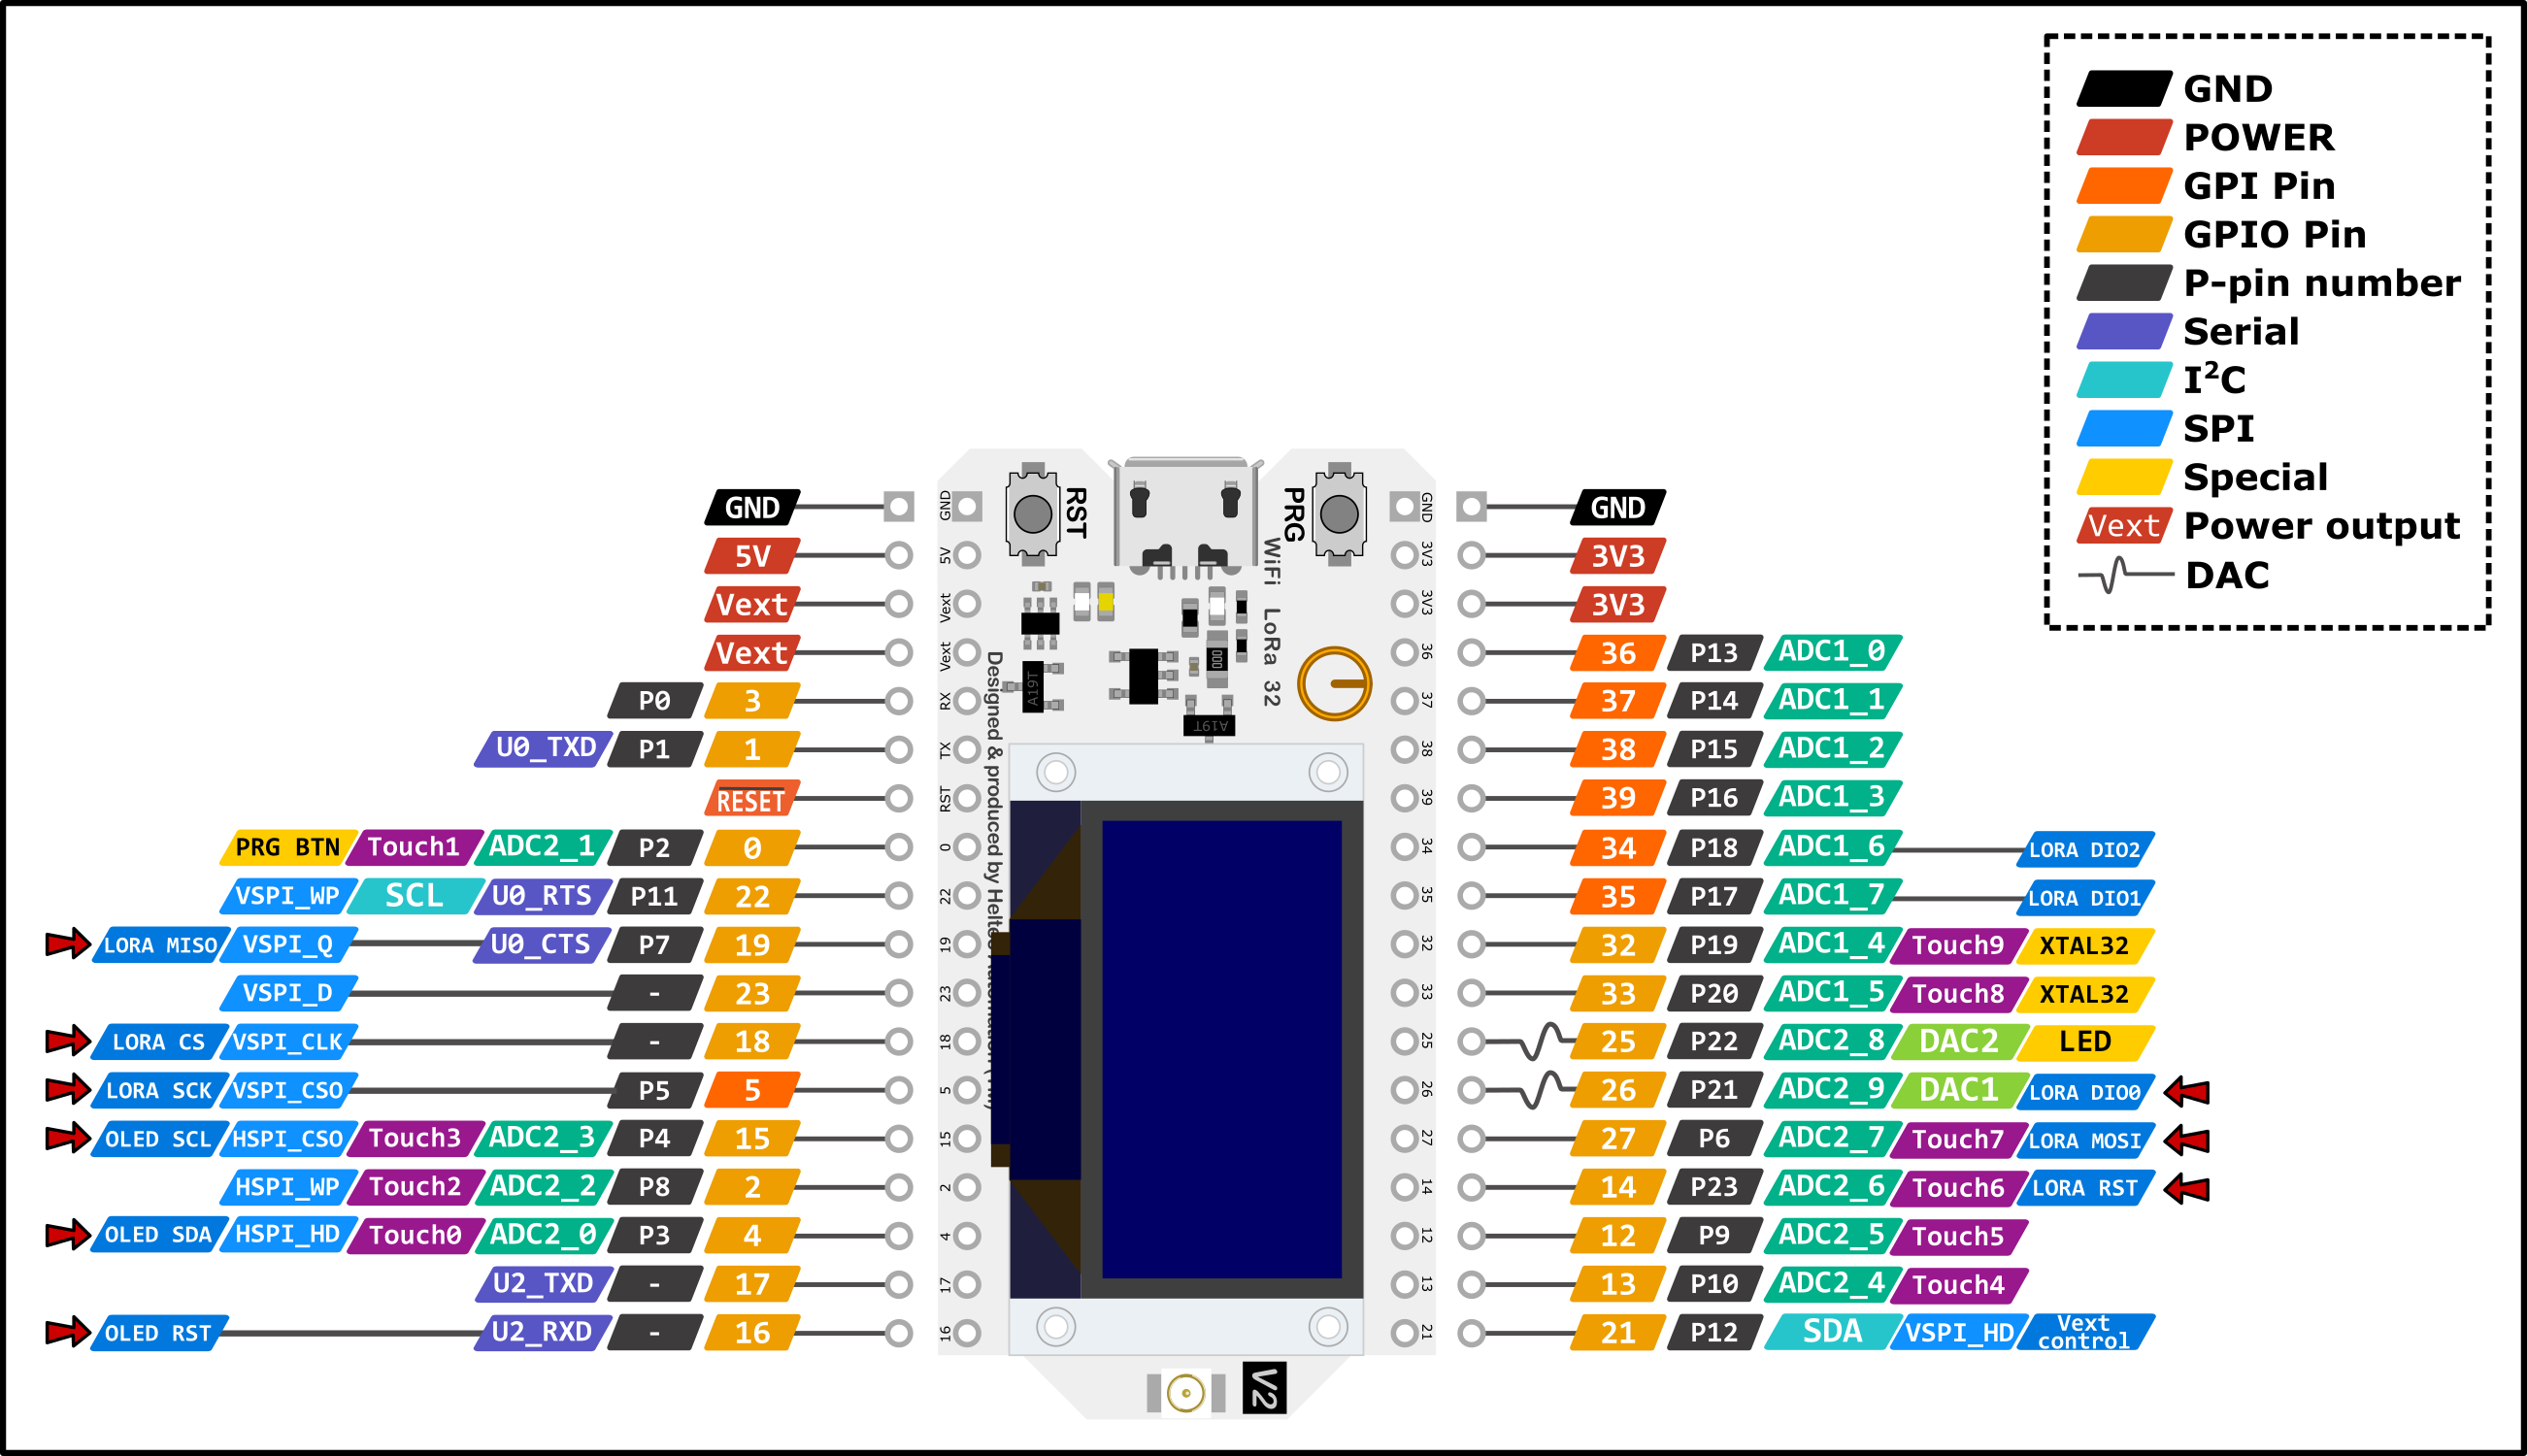 GND
POWER
GPI Pin
GPIO Pin
P-pin number
Serial
I²C
SPI
Special
Vext Power output
DAC
GND
5V
Vext
Vext
P0 3
U0_TXD P1 1
RESET
PRG BTN Touch1 ADC2_1 P2 0
VSPI_WP SCL U0_RTS P11 22
LORA MISO VSPI_Q U0_CTS P7 19
VSPI_D - 23
LORA CS VSPI_CLK - 18
LORA SCK VSPI_CSO P5 5
OLED SCL HSPI_CSO Touch3 ADC2_3 P4 15
HSPI_WP Touch2 ADC2_2 P8 2
OLED SDA HSPI_HD Touch0 ADC2_0 P3 4
U2_TXD - 17
OLED RST U2_RXD - 16
GND
5V
Vext
Vext
RX
TX
RST
0
22
19
23
18
5
15
2
4
17
16
RST
PRG
WiFi LoRa 32
Designed & produced by
A19T
000
A19T
V2
GND
3V3
3V3
36
37
38
39
34
35
32
33
25
26
27
14
12
13
21
GND
3V3
3V3
36 P13 ADC1_0
37 P14 ADC1_1
38 P15 ADC1_2
39 P16 ADC1_3
34 P18 ADC1_6 LORA DIO2
35 P17 ADC1_7 LORA DIO1
32 P19 ADC1_4 Touch9 XTAL32
33 P20 ADC1_5 Touch8 XTAL32
25 P22 ADC2_8 DAC2 LED
26 P21 ADC2_9 DAC1 LORA DIO0
27 P6 ADC2_7 Touch7 LORA MOSI
14 P23 ADC2_6 Touch6 LORA RST
12 P9 ADC2_5 Touch5
13 P10 ADC2_4 Touch4
21 P12 SDA VSPI_HD Vext control